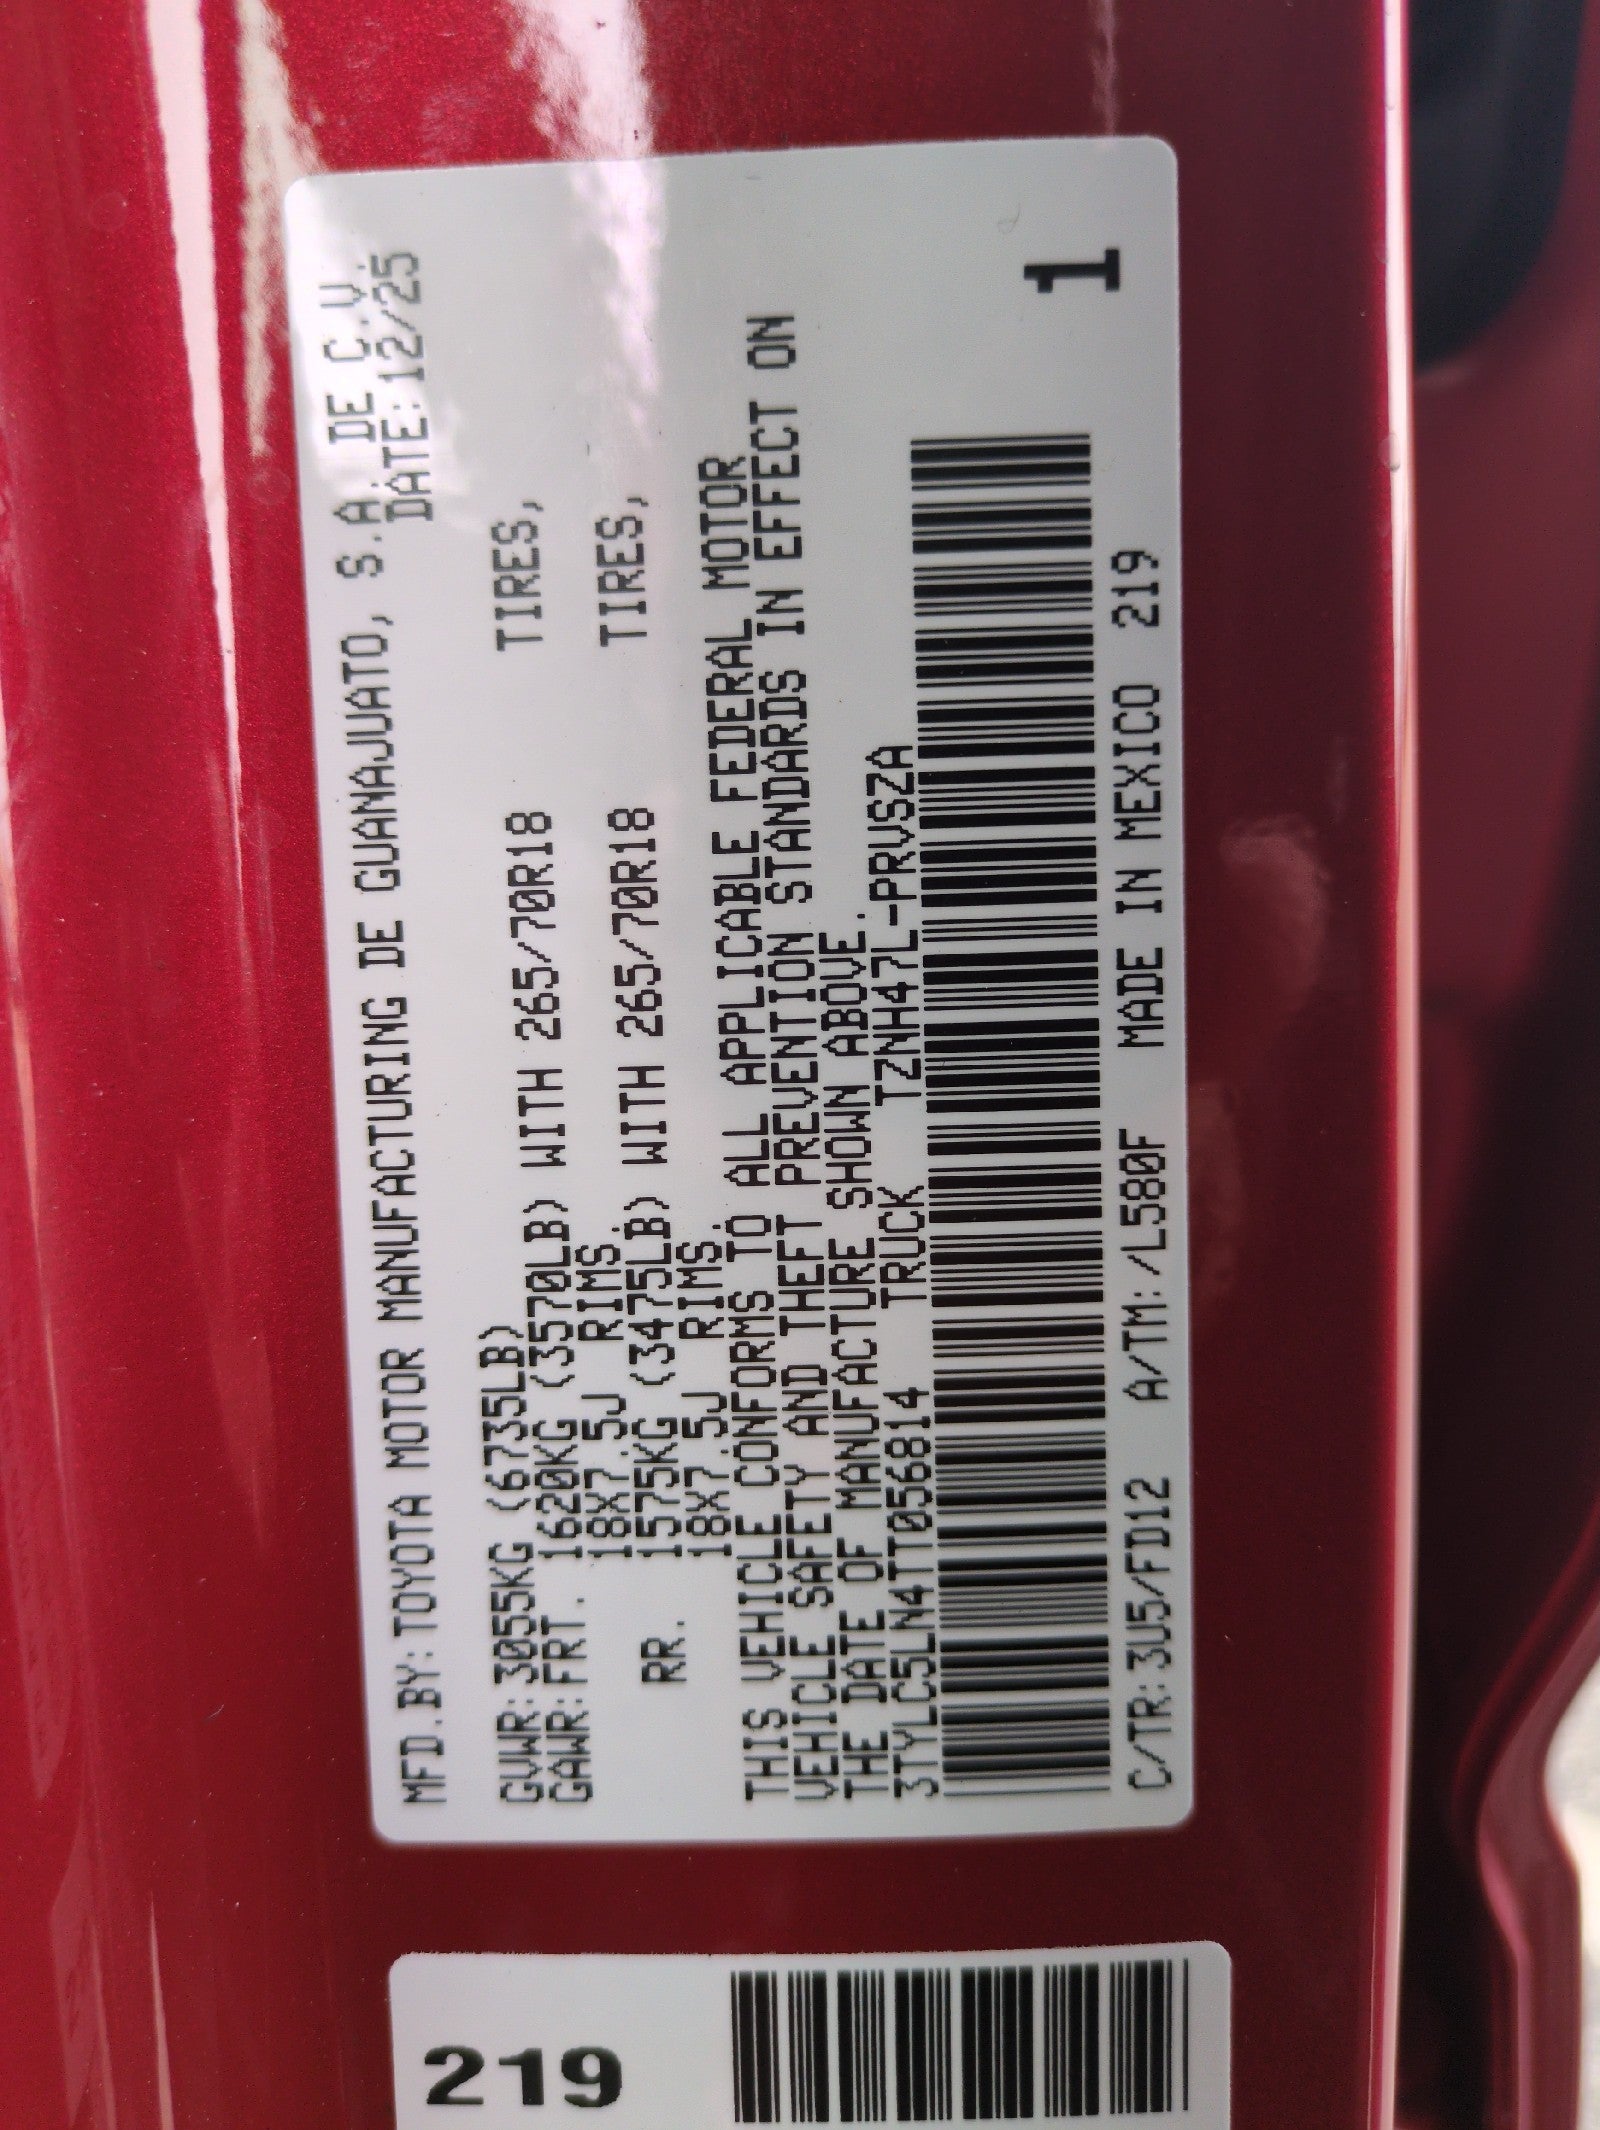 MFD.BY:TOYOTA MOTOR MANUFACTURING DE GUANAJUATO, S.A. DE C.V.
DATE:12/25
GVWR:3055KG (6735LB)
GAWR:FRT. 1620KG (3570LB) WITH 265/70R18 TIRES,
18X7.5J RIMS.
RR. 1575KG (3475LB) WITH 265/70R18 TIRES,
18X7.5J RIMS.
THIS VEHICLE CONFORMS TO ALL APPLICABLE FEDERAL MOTOR
VEHICLE SAFETY AND THEFT PREVENTION STANDARDS IN EFFECT ON
THE DATE OF MANUFACTURE SHOWN ABOVE.
3TYLC5LN4TT056814 TRUCK TZNH47L-PRVSZA
1
C/TR:3U5/FD12 A/TM:/L580F MADE IN MEXICO 219
219